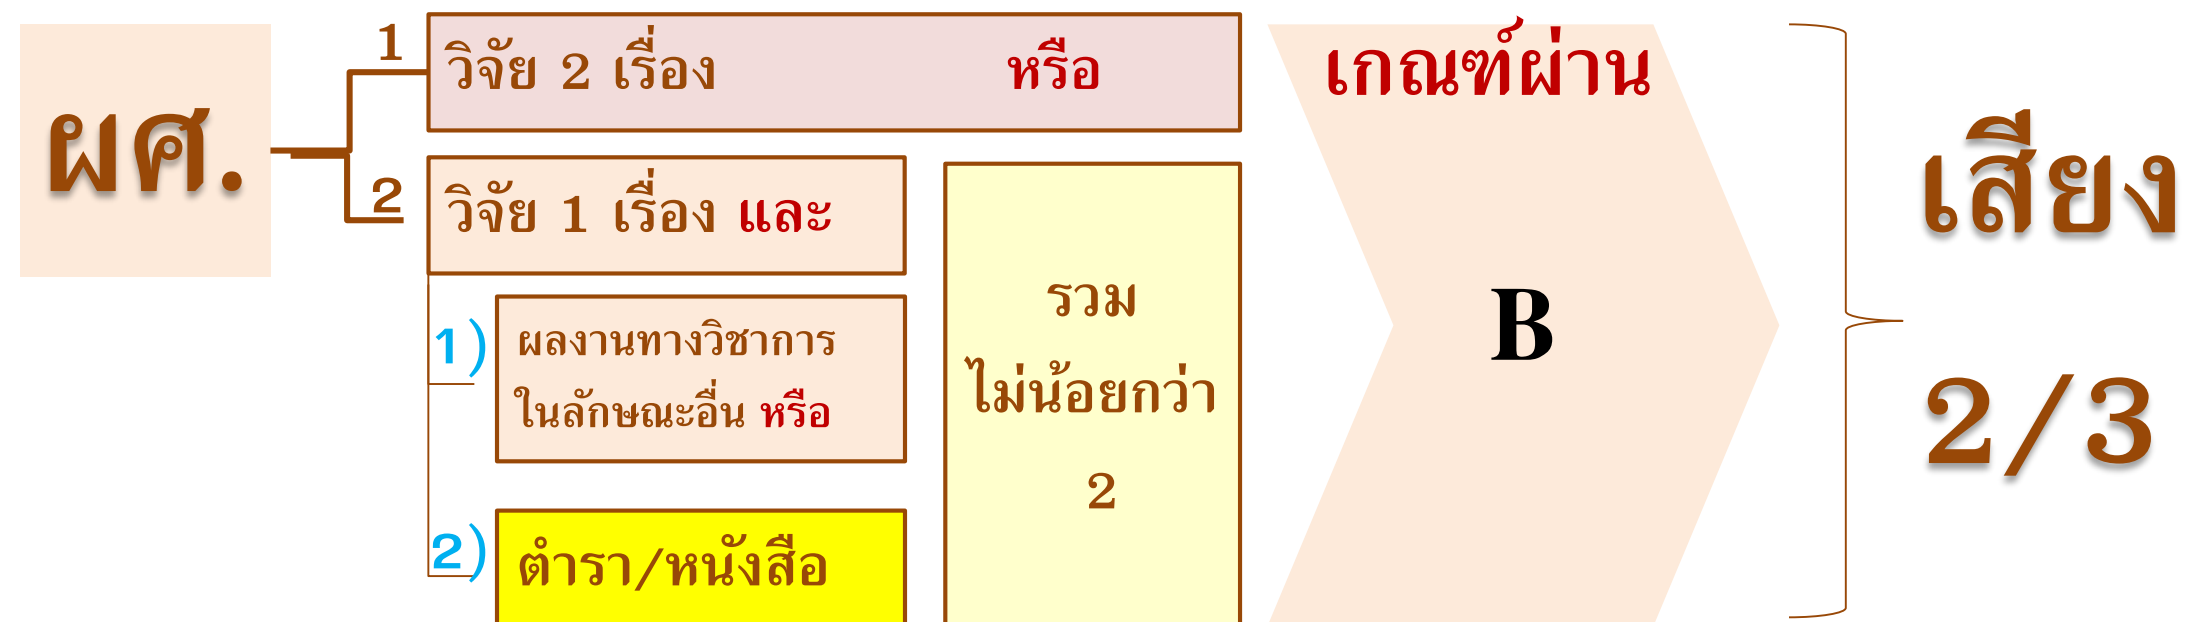 ผศ.
1
วิจัย 2 เรื่อง หรือ
2
วิจัย 1 เรื่อง และ
1)
ผลงานทางวิชาการ
ในลักษณะอื่น หรือ
2)
ตำรา/หนังสือ
รวม
ไม่น้อยกว่า
2
เกณฑ์ผ่าน
B
เสียง
2/3